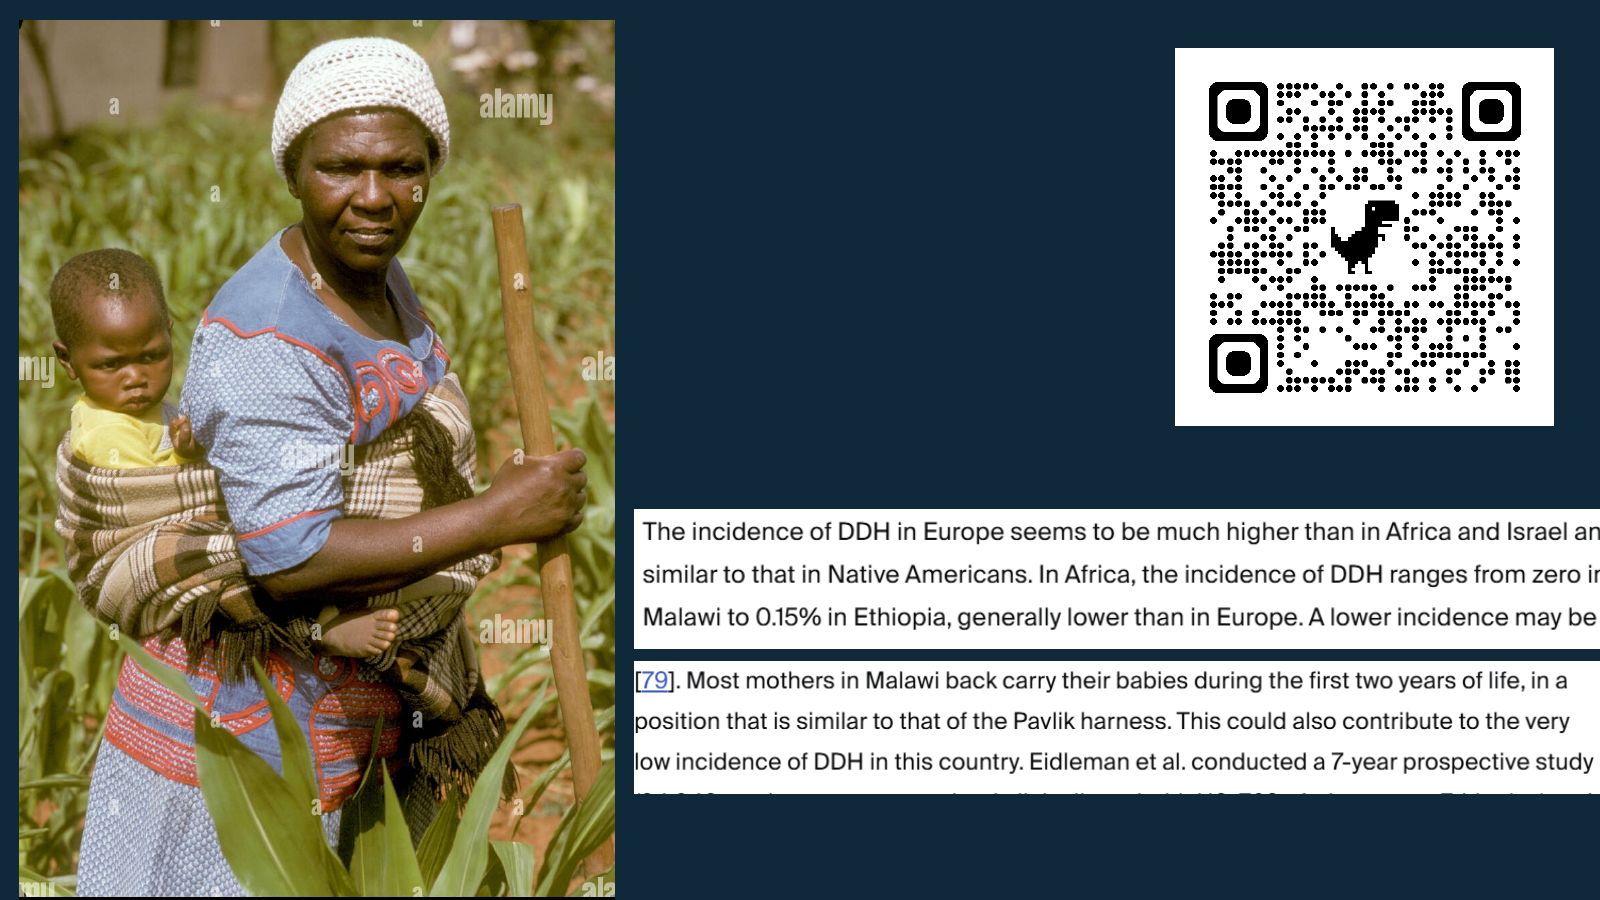 alamy
alamy
alamy
The incidence of DDH in Europe seems to be much higher than in Africa and Israel an
similar to that in Native Americans. In Africa, the incidence of DDH ranges from zero in
Malawi to 0.15% in Ethiopia, generally lower than in Europe. A lower incidence may be
[79]. Most mothers in Malawi back carry their babies during the first two years of life, in a
position that is similar to that of the Pavlik harness. This could also contribute to the very
low incidence of DDH in this country. Eidleman et al. conducted a 7-year prospective study